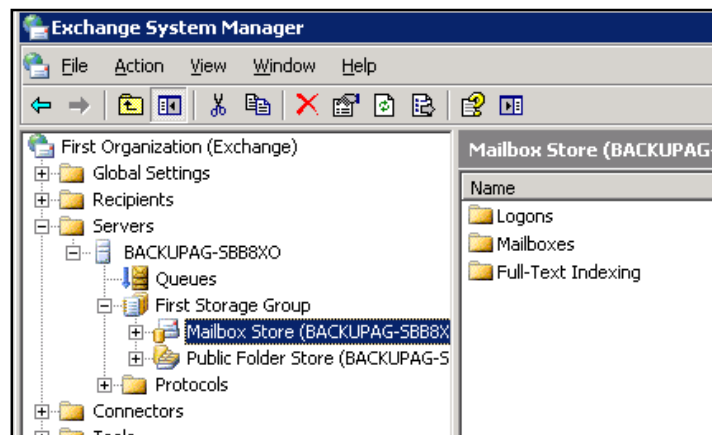 Exchange System Manager
File Action View Window Help
First Organization (Exchange)
Global Settings
Recipients
Servers
BACKUPAG-SBB8XO
Queues
First Storage Group
Mailbox Store (BACKUPAG-SBB8X
Public Folder Store (BACKUPAG-S
Protocols
Connectors
Tools
Mailbox Store (BACKUPAG-
Name
Logons
Mailboxes
Full-Text Indexing